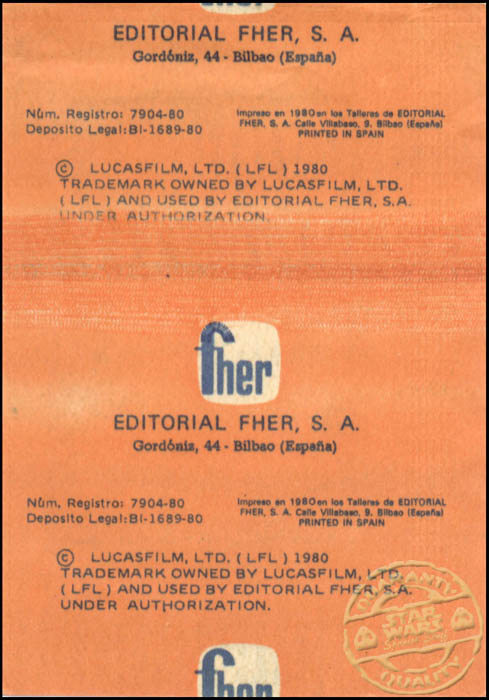 EDITORIAL FHER, S. A.
Gordóniz, 44 - Bilbao (España)
Núm. Registro: 7904-80
Deposito Legal: BI-1689-80
Impreso en 1980 en los Talleres de EDITORIAL
FHER, S. A. Calle Villabaso, 9. Bilbao (España)
PRINTED IN SPAIN
© LUCASFILM, LTD. ( LFL ) 1980
TRADEMARK OWNED BY LUCASFILM, LTD.
( LFL ) AND USED BY EDITORIAL FHER, S.A.
UNDER AUTHORIZATION.
fher
EDITORIAL FHER, S. A.
Gordóniz, 44 - Bilbao (España)
Núm. Registro: 7904-80
Deposito Legal: BI-1689-80
Impreso en 1980 en los Talleres de EDITORIAL
FHER, S. A. Calle Villabaso, 9. Bilbao (España)
PRINTED IN SPAIN
© LUCASFILM, LTD. ( LFL ) 1980
TRADEMARK OWNED BY LUCASFILM, LTD.
( LFL ) AND USED BY EDITORIAL FHER, S.A.
UNDER AUTHORIZATION.
STAR
WARS
QUALITY
fher